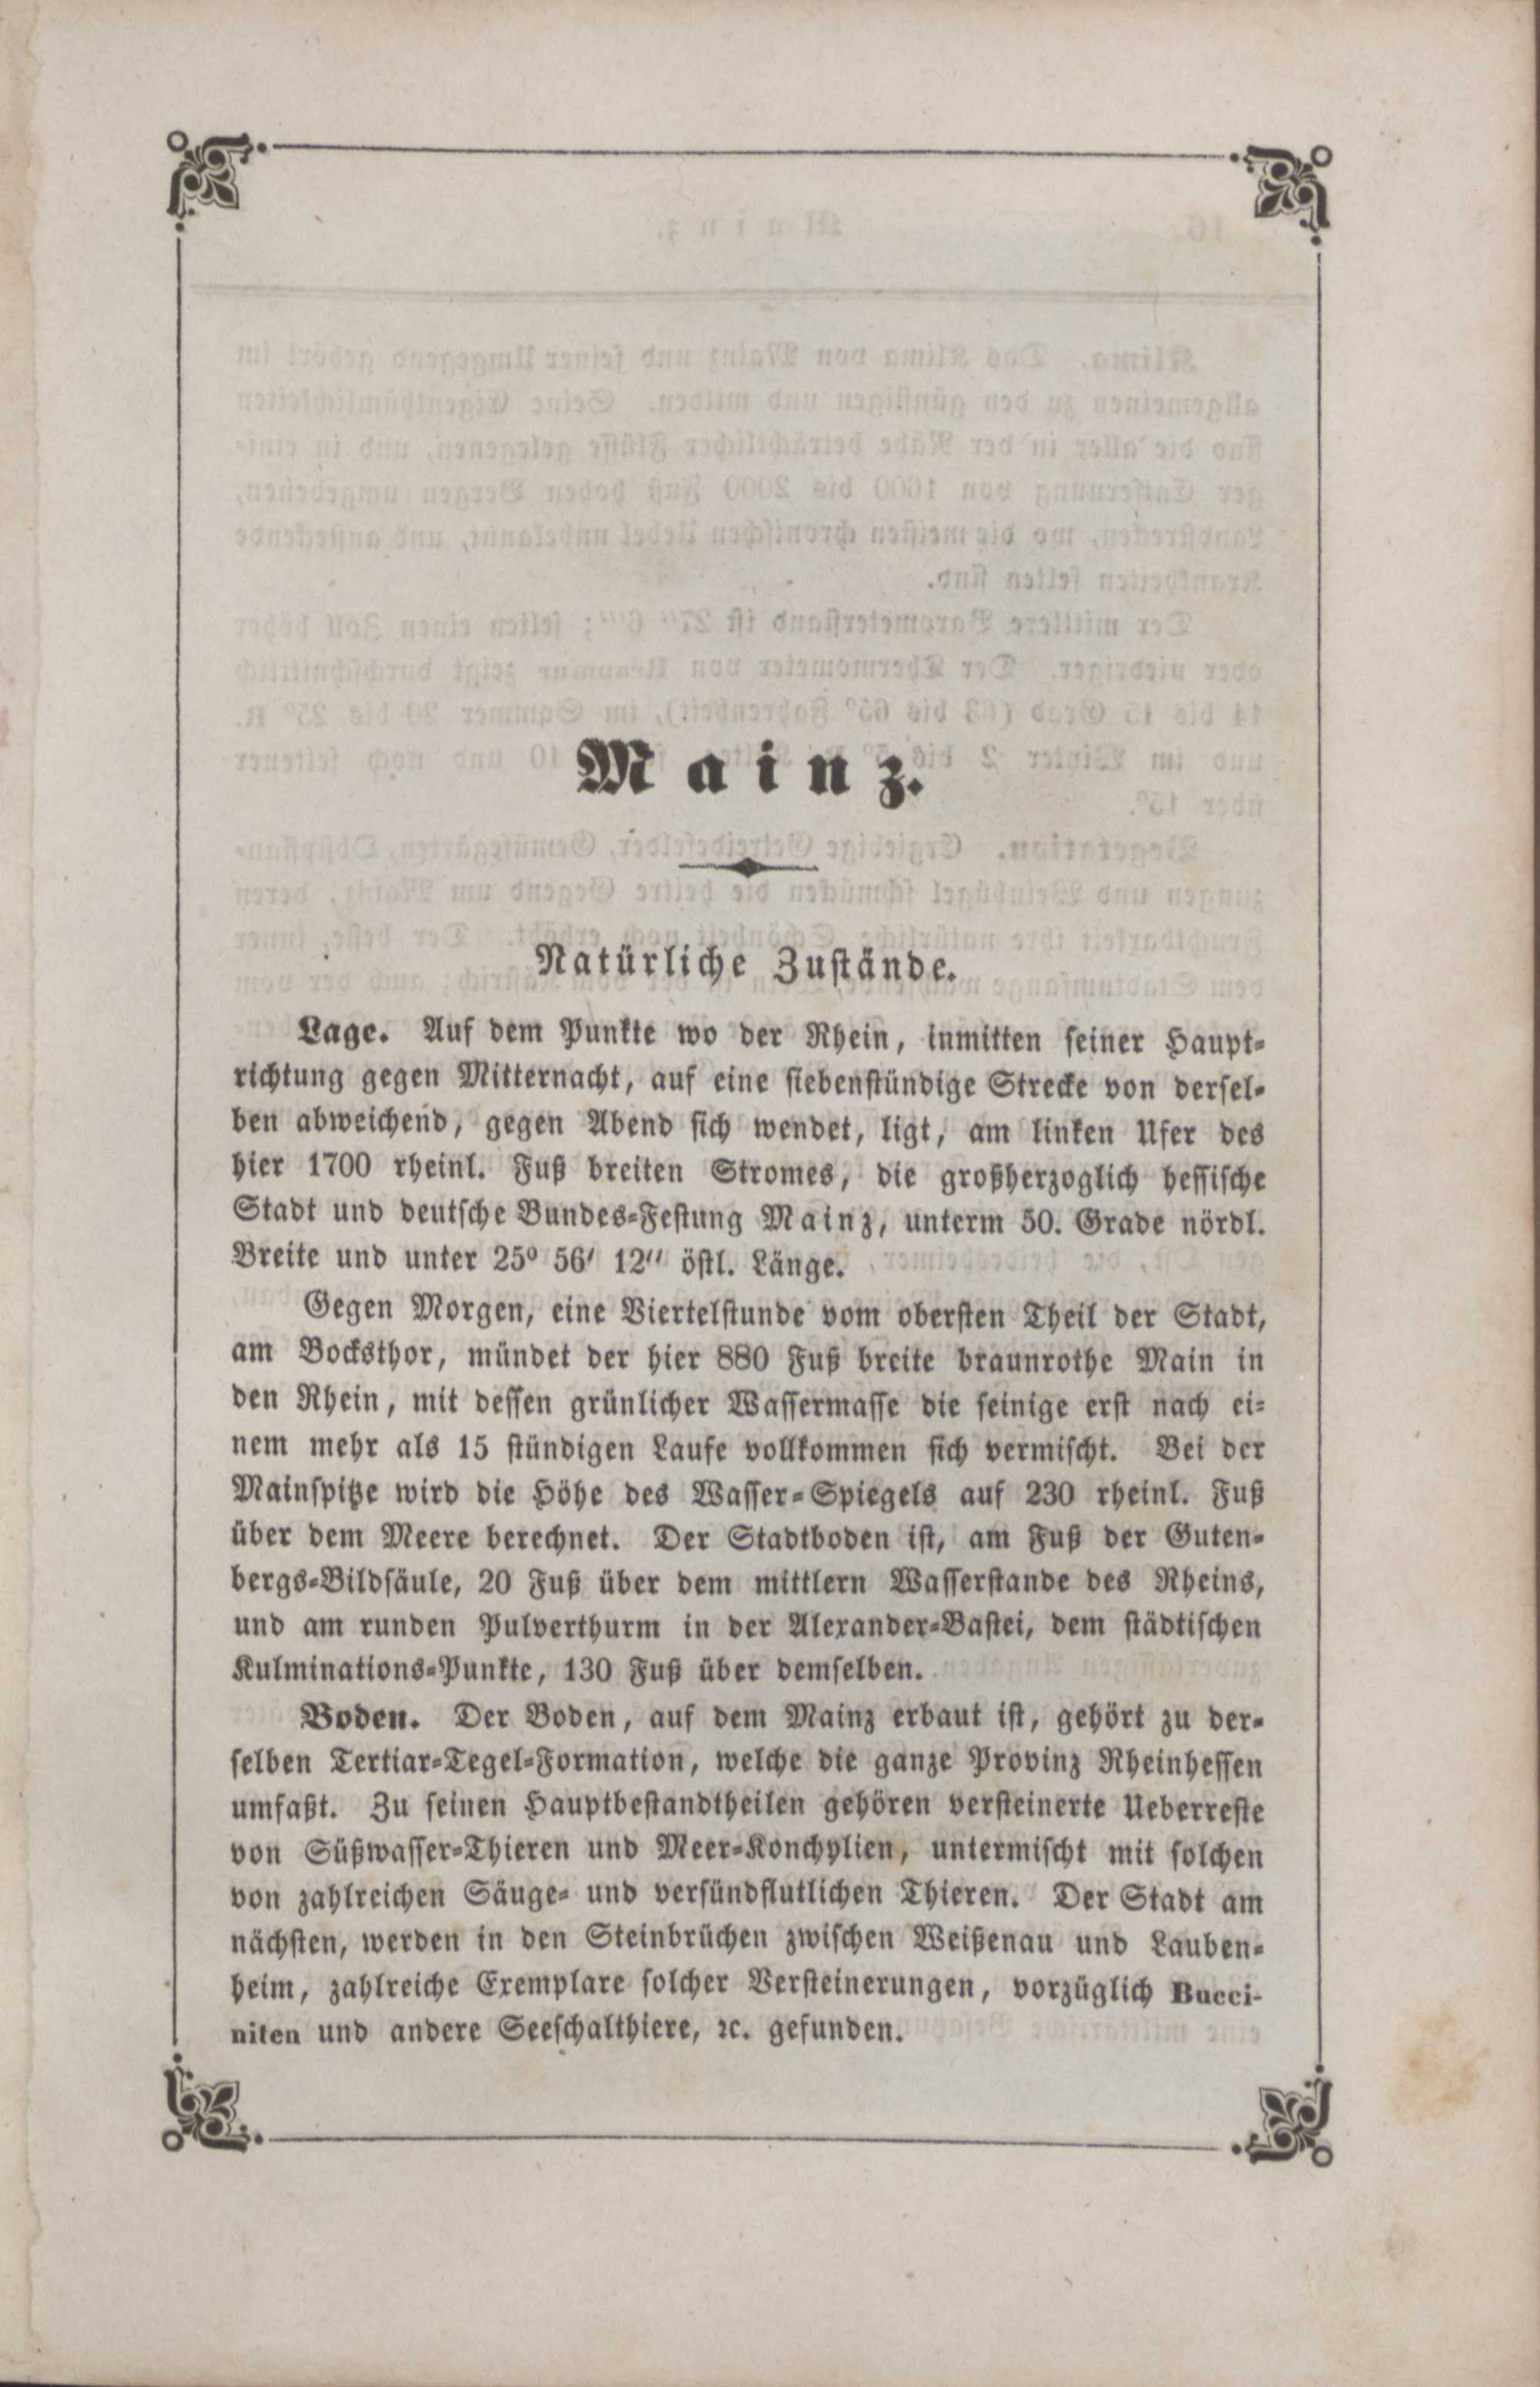 Mainz.
Natürliche Zustände.
Lage. Auf dem Punkte wo der Rhein, inmitten seiner Haupt-
richtung gegen Mitternacht, auf eine siebenstündige Strecke von dersel-
ben abweichend, gegen Abend sich wendet, ligt, am linken Ufer des
hier 1700 rheinl. Fuß breiten Stromes, die großherzoglich hessische
Stadt und deutsche Bundes-Festung Mainz, unterm 50. Grade nördl.
Breite und unter 25° 56′ 12″ östl. Länge.
Gegen Morgen, eine Viertelstunde vom obersten Theil der Stadt,
am Bocksthor, mündet der hier 880 Fuß breite braunrothe Main in
den Rhein, mit dessen grünlicher Wassermasse die seinige erst nach ei-
nem mehr als 15 stündigen Laufe vollkommen sich vermischt. Bei der
Mainspitze wird die Höhe des Wasser-Spiegels auf 230 rheinl. Fuß
über dem Meere berechnet. Der Stadtboden ist, am Fuß der Guten-
bergs-Bildsäule, 20 Fuß über dem mittlern Wasserstande des Rheins,
und am runden Pulverthurm in der Alexander-Bastei, dem städtischen
Kulminations-Punkte, 130 Fuß über demselben.
Boden. Der Boden, auf dem Mainz erbaut ist, gehört zu der-
selben Tertiar-Tegel-Formation, welche die ganze Provinz Rheinhessen
umfaßt. Zu seinen Hauptbestandtheilen gehören versteinerte Ueberreste
von Süßwasser-Thieren und Meer-Konchylien, untermischt mit solchen
von zahlreichen Säuge- und versündflutlichen Thieren. Der Stadt am
nächsten, werden in den Steinbrüchen zwischen Weißenau und Lauben-
heim, zahlreiche Exemplare solcher Versteinerungen, vorzüglich Bucci-
niten und andere Seeschalthiere, ꝛc. gefunden.